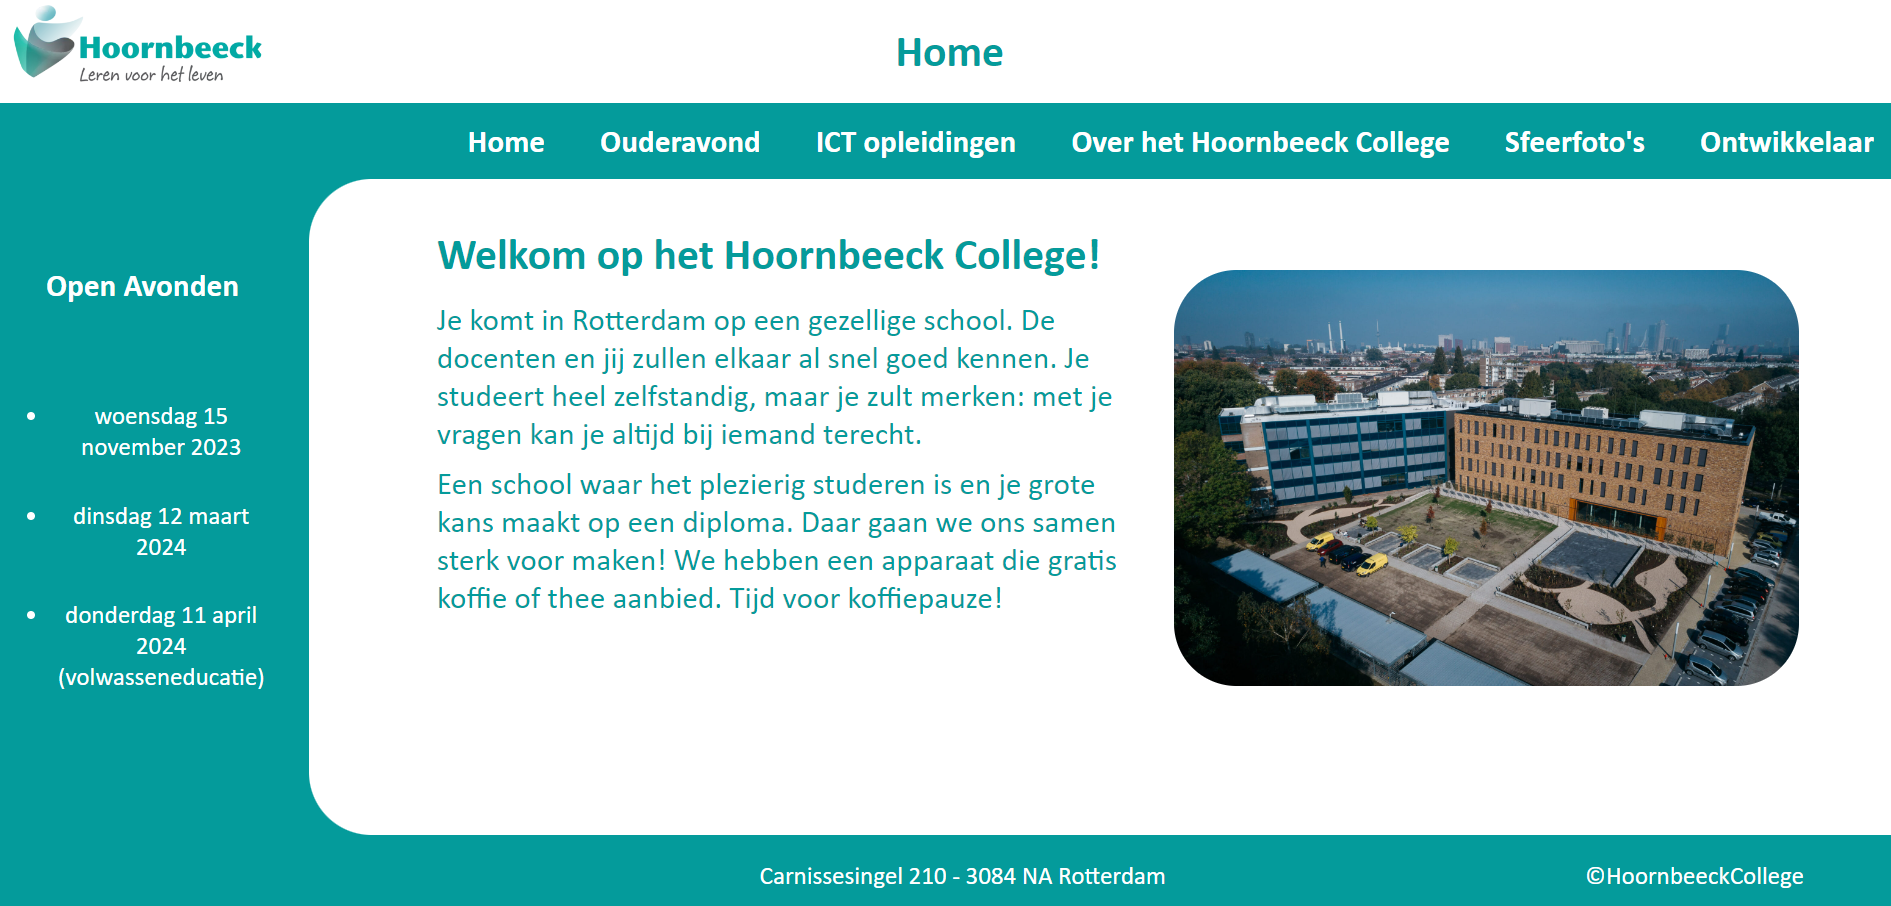 Hoornbeeck
Leren voor het leven
Home
Home Ouderavond ICT opleidingen Over het Hoornbeeck College Sfeerfoto's Ontwikkelaar
Open Avonden
• woensdag 15
november 2023
• dinsdag 12 maart
2024
• donderdag 11 april
2024
(volwasseneducatie)
Welkom op het Hoornbeeck College!
Je komt in Rotterdam op een gezellige school. De
docenten en jij zullen elkaar al snel goed kennen. Je
studeert heel zelfstandig, maar je zult merken: met je
vragen kan je altijd bij iemand terecht.
Een school waar het plezierig studeren is en je grote
kans maakt op een diploma. Daar gaan we ons samen
sterk voor maken! We hebben een apparaat die gratis
koffie of thee aanbied. Tijd voor koffiepauze!
Carnissesingel 210 - 3084 NA Rotterdam
©HoornbeeckCollege